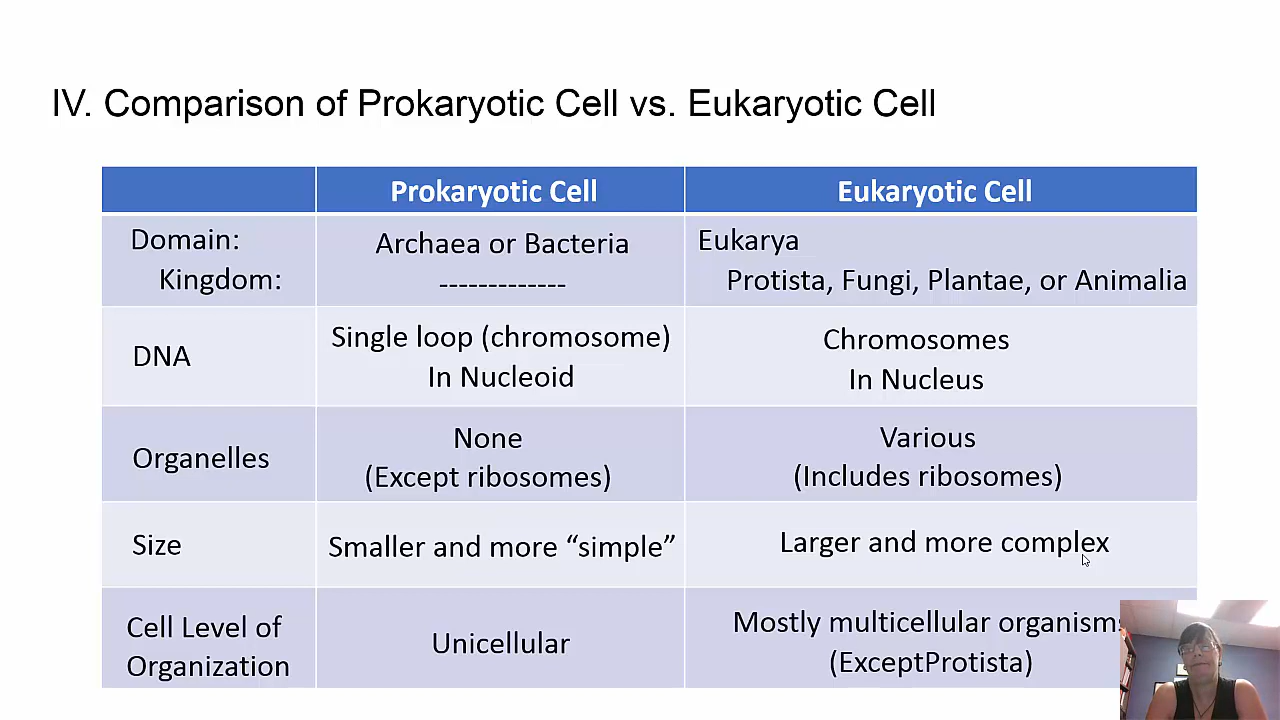 IV. Comparison of Prokaryotic Cell vs. Eukaryotic Cell
Prokaryotic Cell
Eukaryotic Cell
Domain:
Kingdom:
Archaea or Bacteria
-------------
Eukarya
Protista, Fungi, Plantae, or Animalia
DNA
Single loop (chromosome)
In Nucleoid
Chromosomes
In Nucleus
Organelles
None
(Except ribosomes)
Various
(Includes ribosomes)
Size
Smaller and more “simple”
Larger and more complex
Cell Level of
Organization
Unicellular
Mostly multicellular organisms
(ExceptProtista)